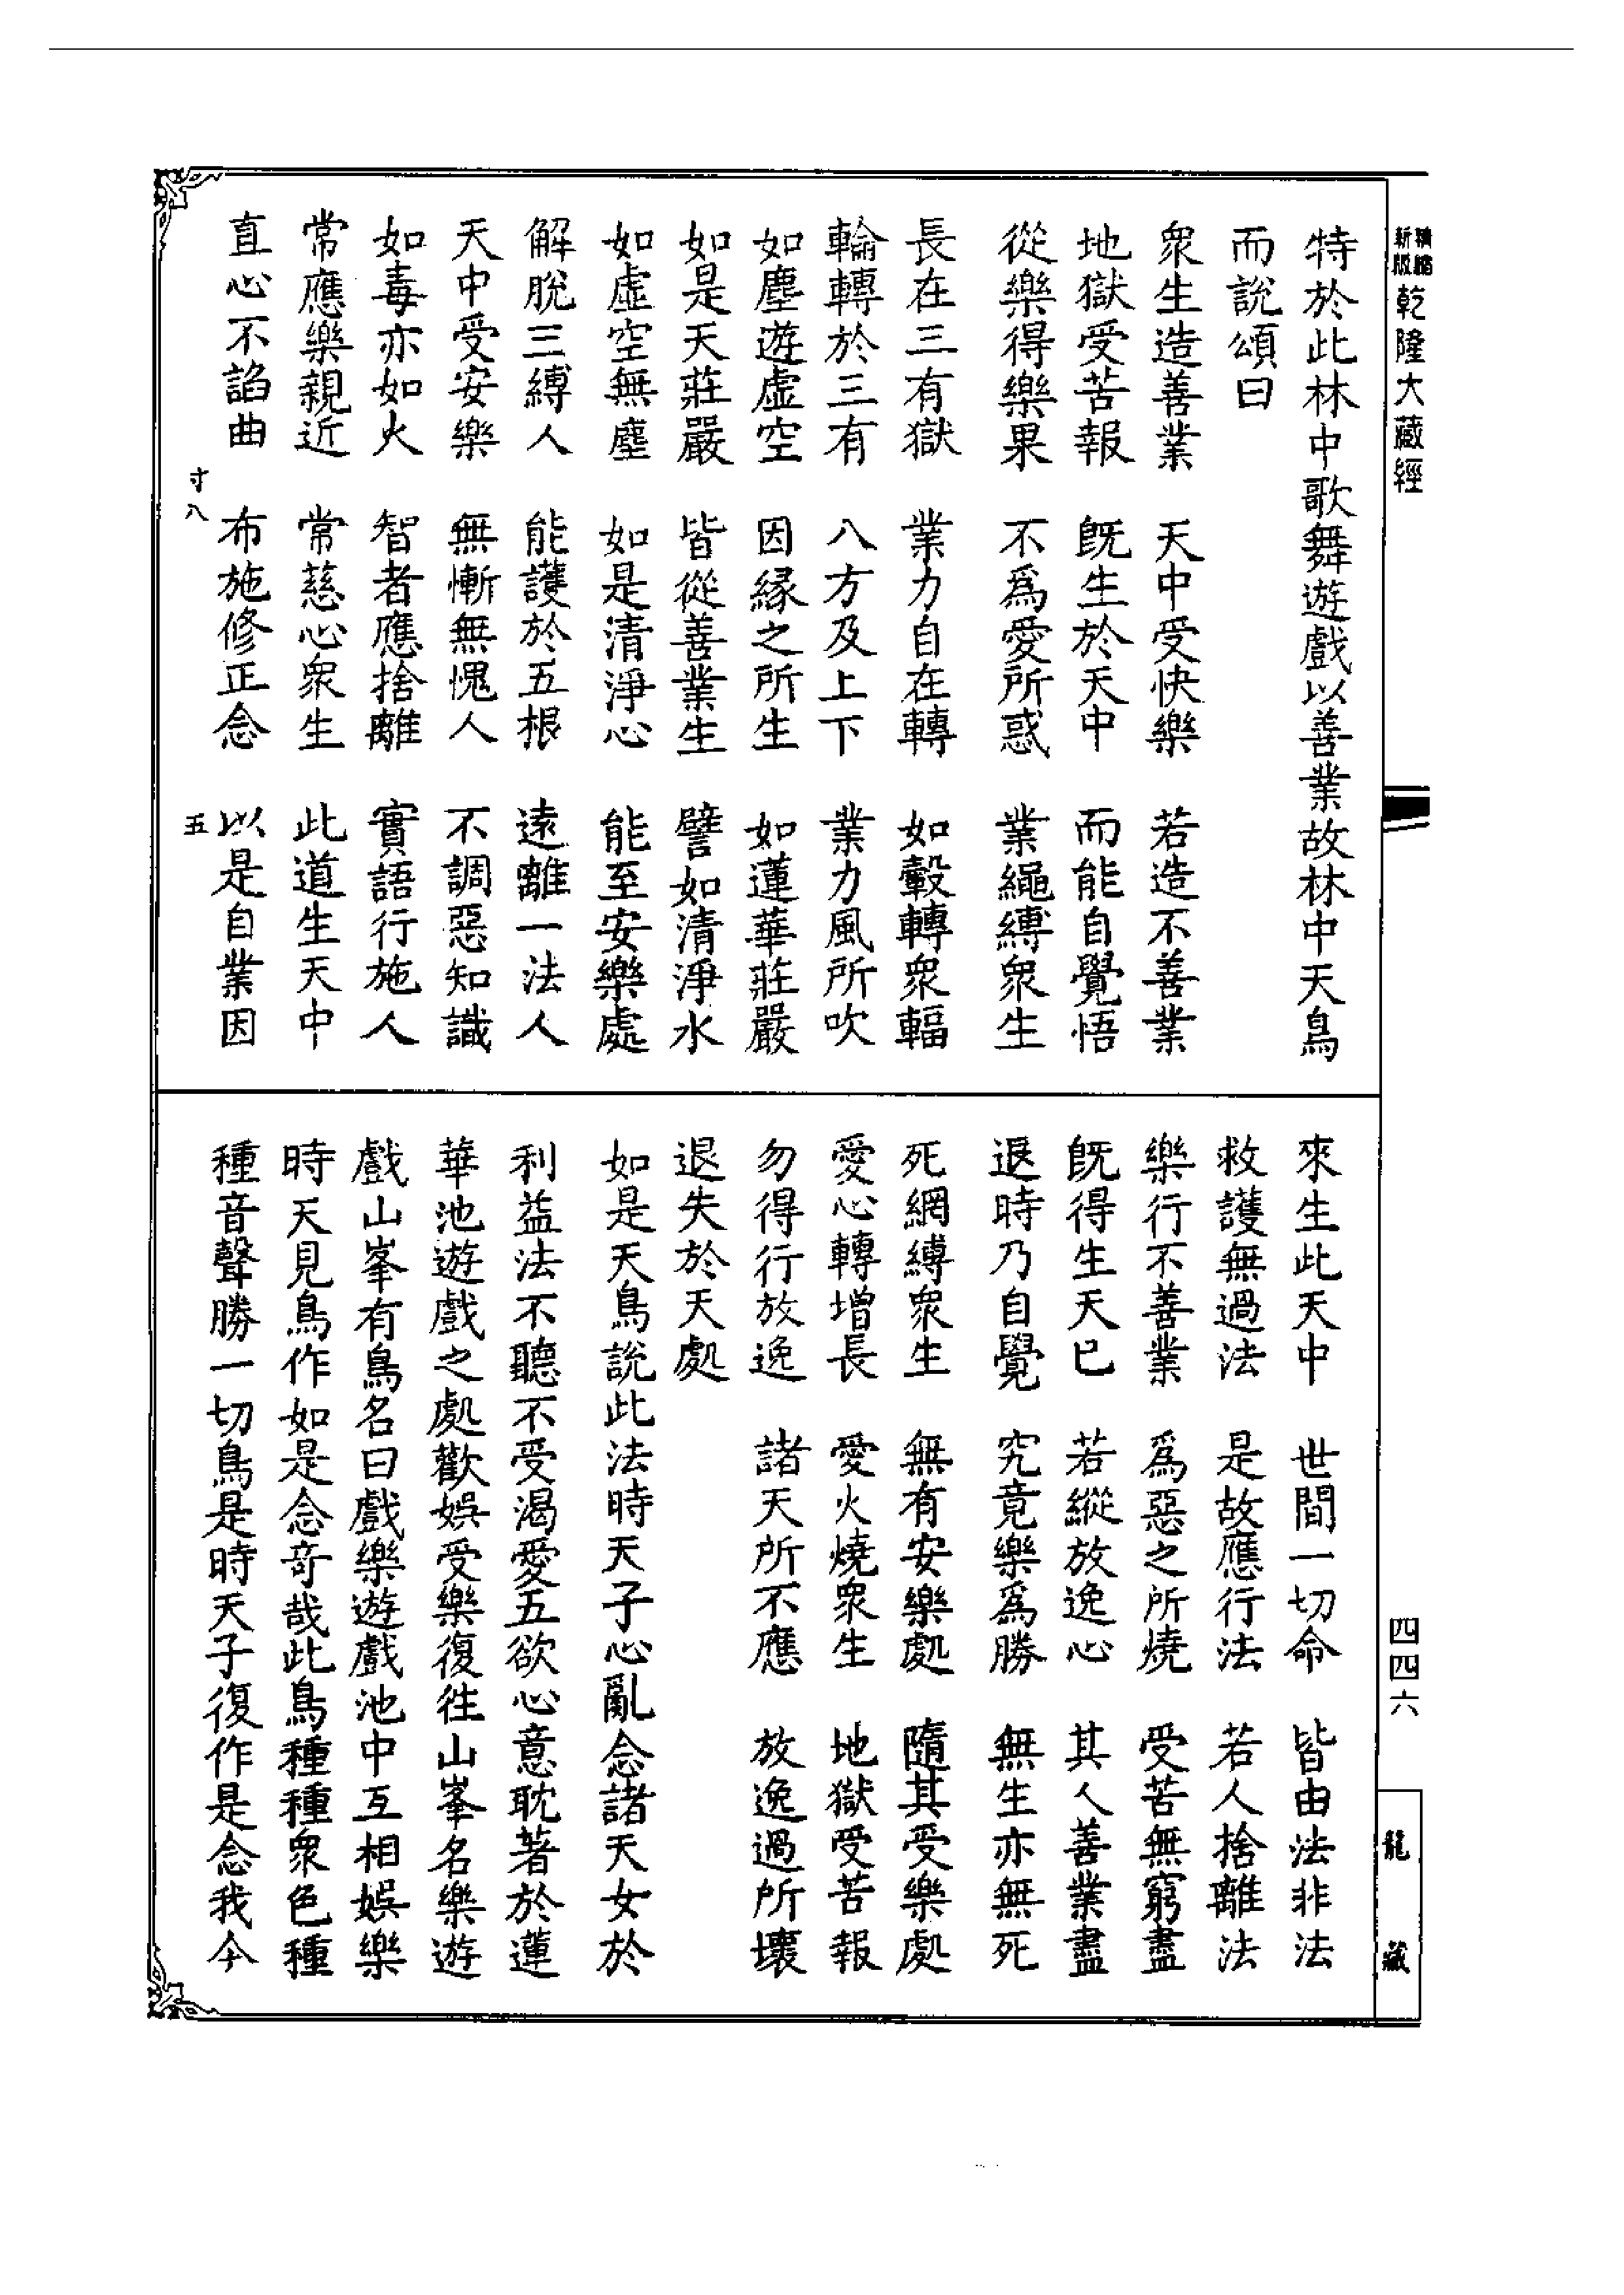 精縮新版乾隆大藏經
特於此林中歌舞遊戲以善業故林中天鳥
而說頌曰
衆生造善業　天中受快樂　若造不善業
地獄受苦報　旣生於天中　而能自覺悟
從樂得樂果　不爲愛所惑　業繩縛衆生
長在三有獄　業力自在轉　如轂轉衆輻
輪轉於三有　八方及上下　業力風所吹
如塵遊虛空　因緣之所生　如蓮華莊嚴
如是天莊嚴　皆從善業生　譬如清淨水
如虛空無塵　如是清淨心　能至安樂處
解脫三縛人　能護於五根　遠離一法人
天中受安樂　無慚無愧人　不調惡知識
如毒亦如火　智者應捨離　實語行施人
常應樂親近　常慈心衆生　此道生天中
直心不諂曲　布施修正念　以是自業因
寸八　五
來生此天中　世間一切命　皆由法非法
救護無過法　是故應行法　若人捨離法
樂行不善業　爲惡之所燒　受苦無窮盡
旣得生天已　若縱放逸心　其人善業盡
退時乃自覺　究竟樂爲勝　無生亦無死
死網縛衆生　無有安樂處　隨其受樂處
愛心轉增長　愛火燒衆生　地獄受苦報
勿得行放逸　諸天所不應　放逸過所壞
退失於天處
如是天鳥說此法時天子心亂念諸天女於
利益法不聽不受渴愛五欲心意耽著於蓮
華池遊戲之處歡娛受樂復往山峯名樂遊
戲山峯有鳥名曰戲樂遊戲池中互相娛樂
時天見鳥作如是念奇哉此鳥種種衆色種
種音聲勝一切鳥是時天子復作是念我今
四四六
龍藏